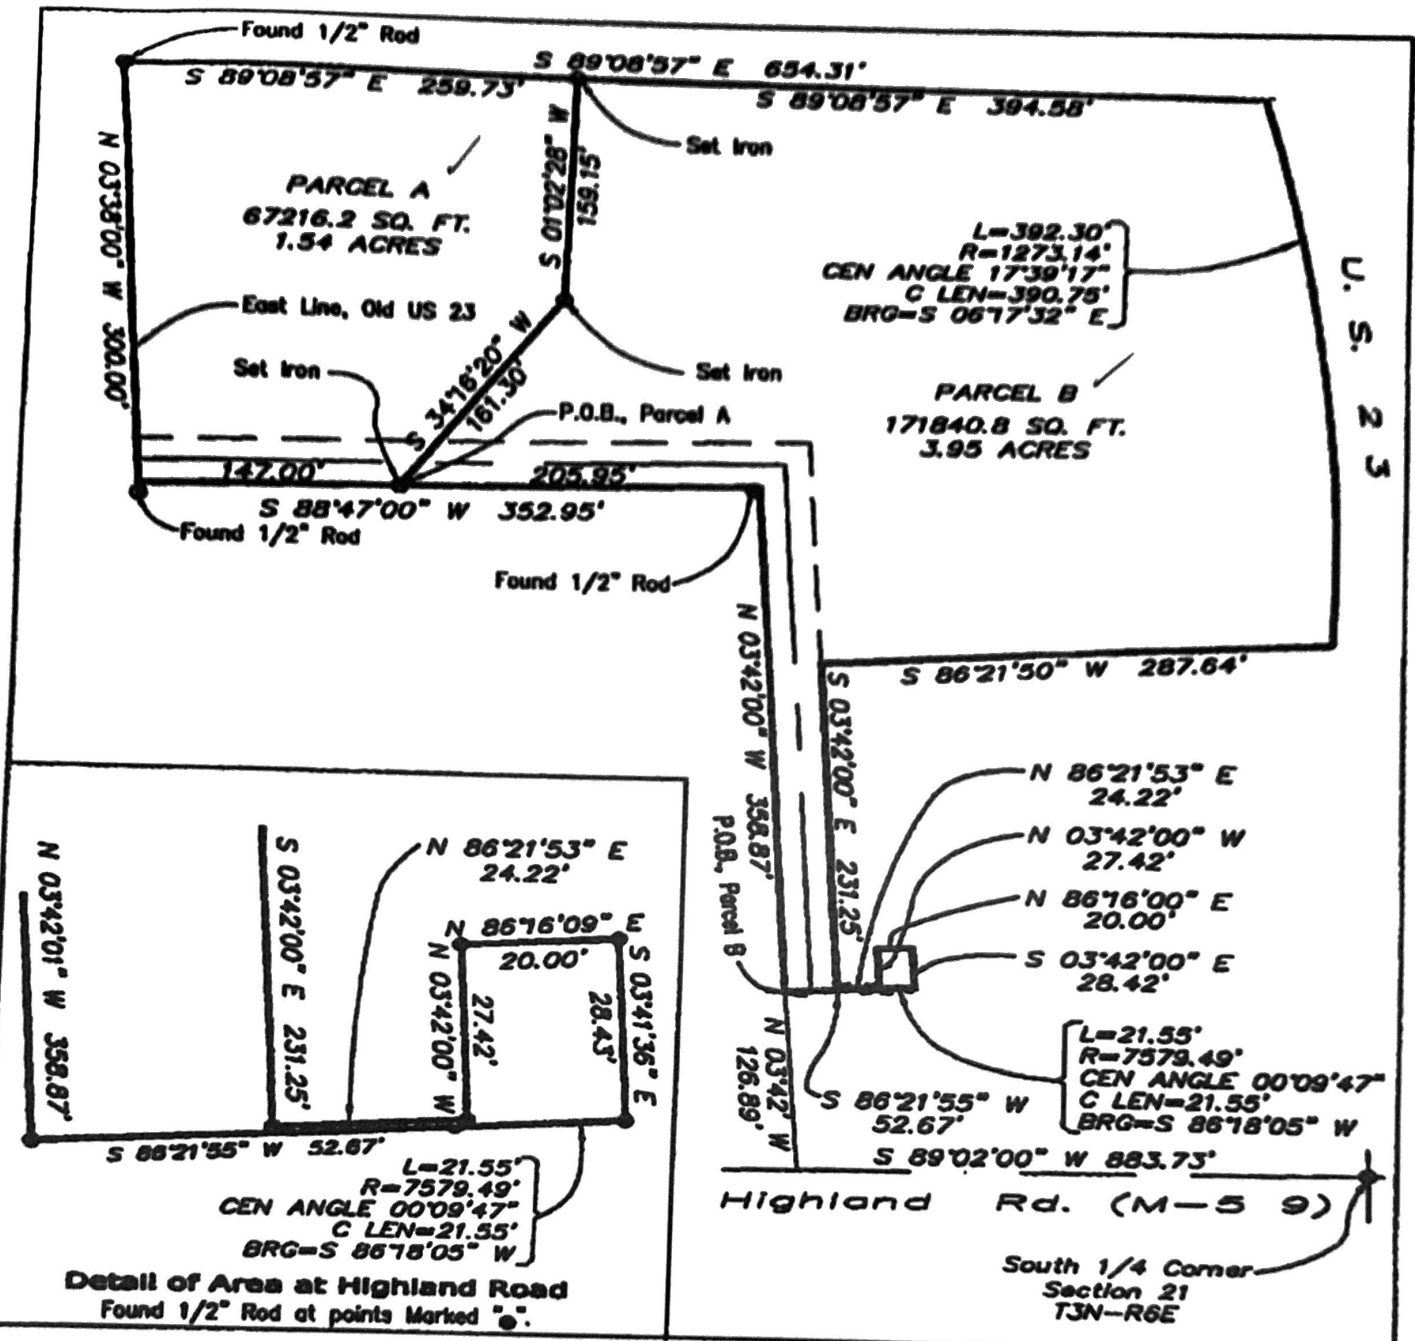 Found 1/2" Rod
S 89°08'57" E 654.31'
S 89°08'57" E 259.73'
S 89°08'57" E 394.58'
Set Iron
N 03°38'00" W 300.00'
S 01°02'28" W
159.15'
PARCEL A
67216.2 SQ. FT.
1.54 ACRES
L=392.30'
R=1273.14'
CEN ANGLE 17°39'17"
C LEN=390.75'
BRG=S 06°17'32" E
U. S. 23
East Line, Old US 23
Set Iron
S 34°16'20" W
161.30'
Set Iron
P.O.B., Parcel A
PARCEL B
171840.8 SQ. FT.
3.95 ACRES
147.00'
205.95'
S 88°47'00" W 352.95'
Found 1/2" Rod
Found 1/2" Rod
N 03°42'00" W 358.87'
S 86°21'50" W 287.64'
S 03°42'00" E 231.25'
P.O.B., Parcel B
N 86°21'53" E
24.22'
N 03°42'00" W
27.42'
N 86°16'00" E
20.00'
S 03°42'00" E
28.42'
N 03°42' W
126.89'
L=21.55'
R=7579.49'
CEN ANGLE 00°09'47"
C LEN=21.55'
BRG=S 86°18'05" W
S 86°21'55" W
52.67'
S 89°02'00" W 883.73'
Highland Rd. (M-59)
South 1/4 Corner
Section 21
T3N-R6E
N 03°42'01" W 358.87'
S 03°42'00" E 231.25'
N 86°21'53" E
24.22'
N 86°16'09" E
20.00'
N 03°42'00" W
27.42'
S 03°41'36" E
28.43'
S 86°21'55" W 52.67'
L=21.55'
R=7579.49'
CEN ANGLE 00°09'47"
C LEN=21.55'
BRG=S 86°18'05" W
Detail of Area at Highland Road
Found 1/2" Rod at points Marked "●".